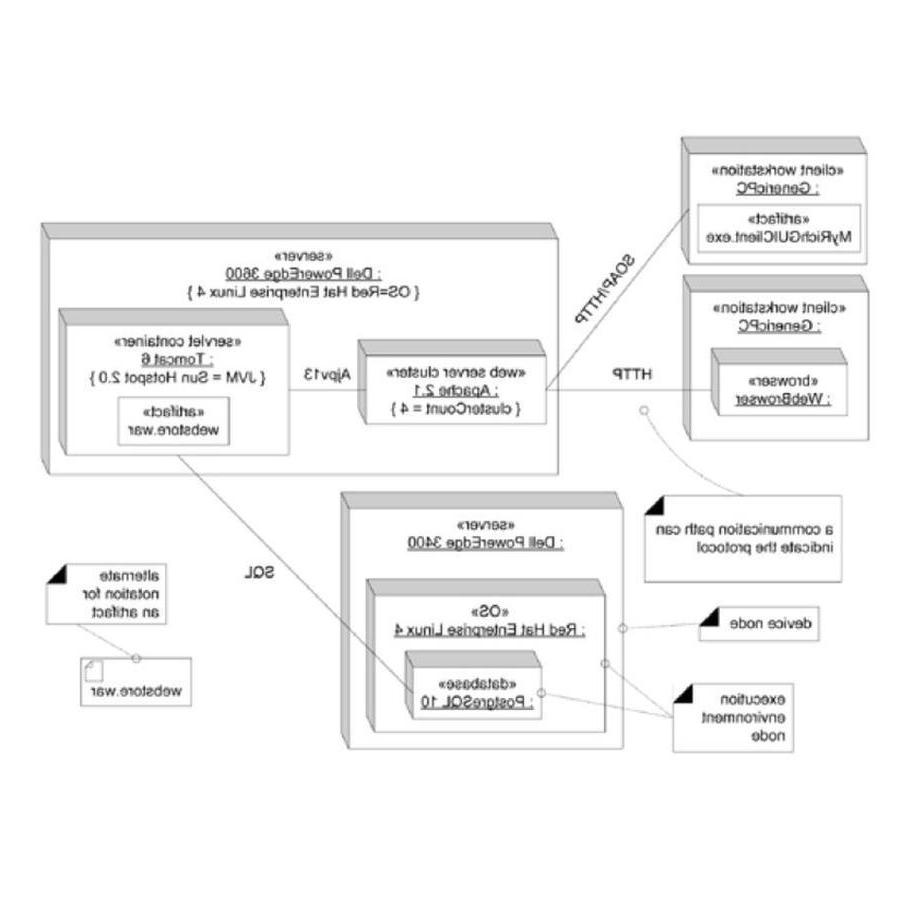 «client workstation»
: GenericPC
«artifact»
MyRichGUIClient.exe
«client workstation»
: GenericPC
«browser»
: WebBrowser
SOAP/HTTP
HTTP
a communication path can
indicate the protocol
«server»
: Dell PowerEdge 3600
{ OS=Red Hat Enterprise Linux 4 }
«web server cluster»
: Apache 2.1
{ clusterCount = 4 }
Ajpv13
«servlet container»
: Tomcat 6
{ JVM = Sun Hotspot 2.0 }
«artifact»
webstore.war
SQL
«server»
: Dell PowerEdge 3400
«OS»
: Red Hat Enterprise Linux 4
«database»
: PostgreSQL 10
device node
execution
environment
node
alternate
notation for
an artifact
webstore.war